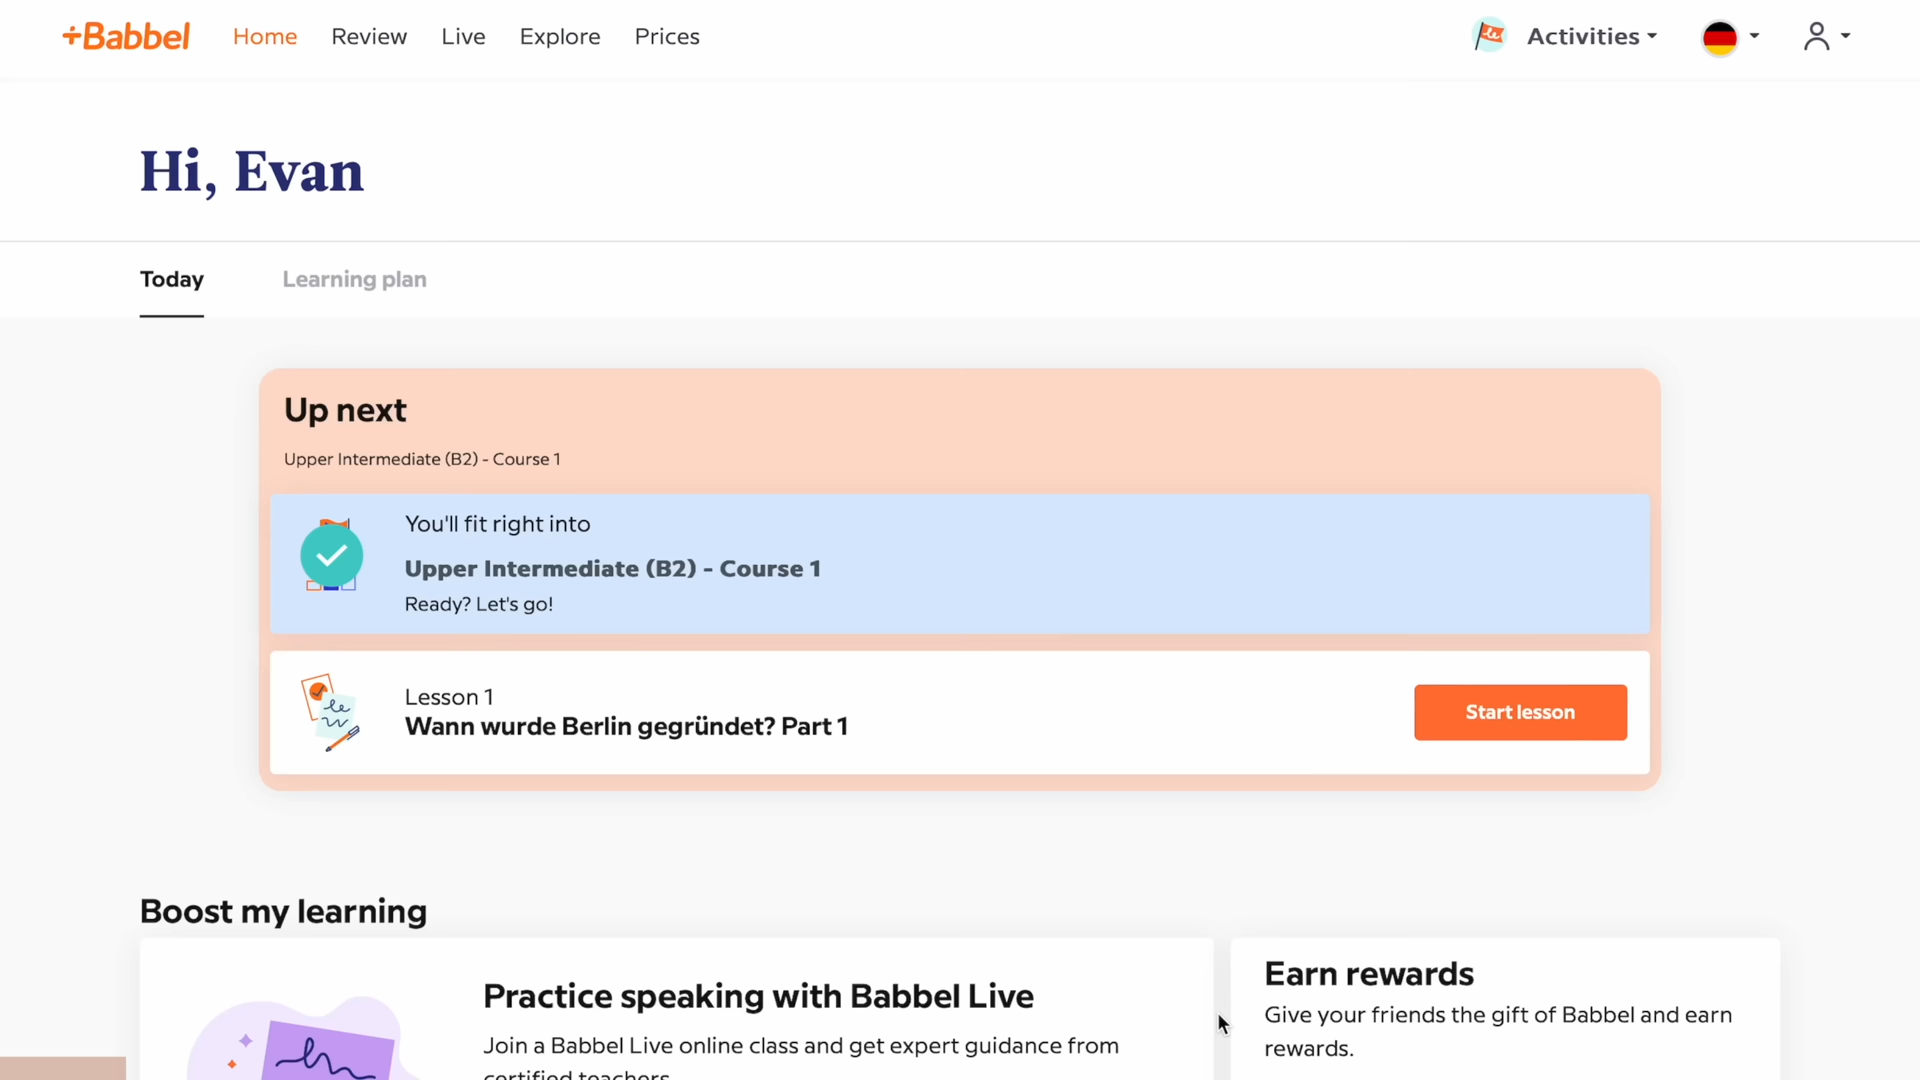 +Babbel Home Review Live Explore Prices Activities
Hi, Evan
Today Learning plan
Up next
Upper Intermediate (B2) - Course 1
You'll fit right into
Upper Intermediate (B2) - Course 1
Ready? Let's go!
Lesson 1
Wann wurde Berlin gegründet? Part 1
Start lesson
Boost my learning
Practice speaking with Babbel Live
Join a Babbel Live online class and get expert guidance from
certified teachers
Earn rewards
Give your friends the gift of Babbel and earn
rewards.